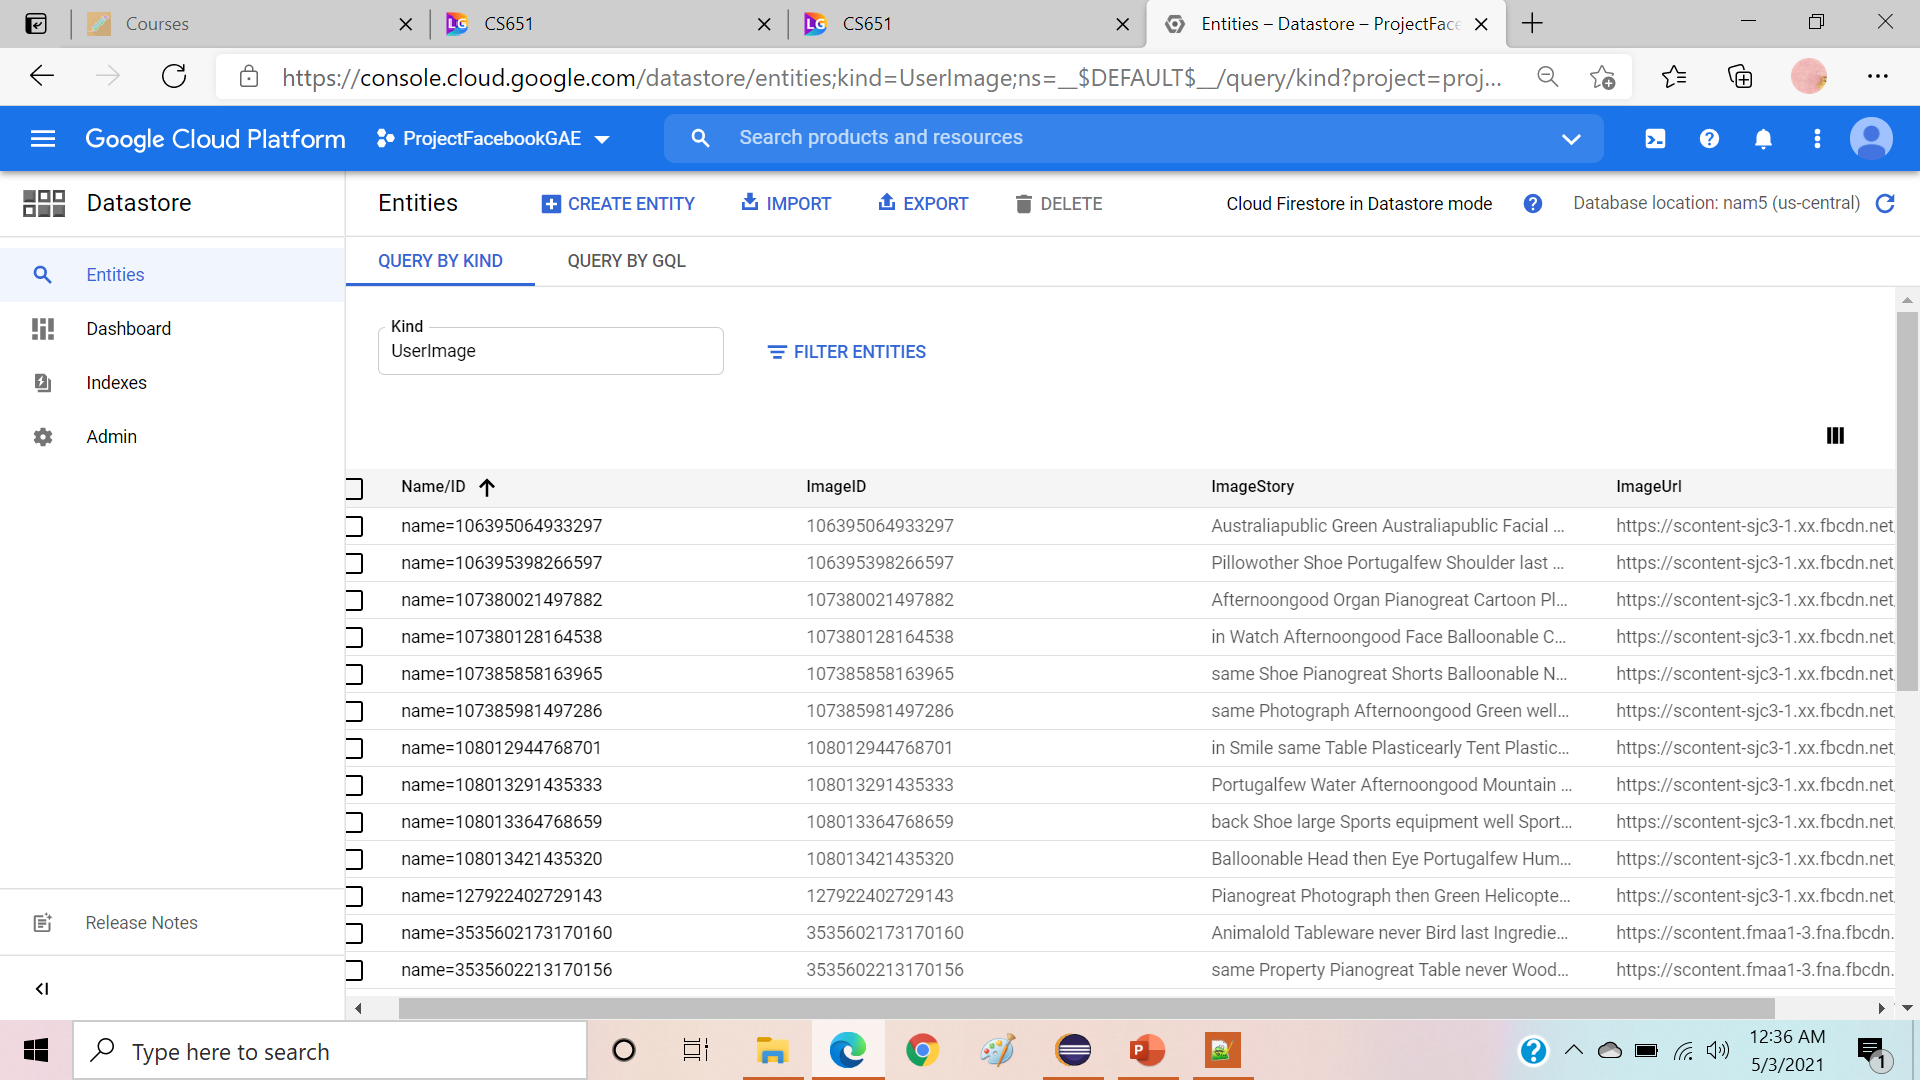 Courses
CS651
CS651
Entities – Datastore – ProjectFace
https://console.cloud.google.com/datastore/entities;kind=UserImage;ns=__$DEFAULT$__/query/kind?project=proj...
Google Cloud Platform
ProjectFacebookGAE
Search products and resources
Datastore
Entities
CREATE ENTITY
IMPORT
EXPORT
DELETE
Cloud Firestore in Datastore mode
Database location: nam5 (us-central)
Entities
Dashboard
Indexes
Admin
Release Notes
QUERY BY KIND
QUERY BY GQL
Kind
UserImage
FILTER ENTITIES
Name/ID ImageID ImageStory ImageUrl
name=106395064933297 106395064933297 Australiapublic Green Australiapublic Facial ... https://scontent-sjc3-1.xx.fbcdn.net
name=106395398266597 106395398266597 Pillowother Shoe Portugalfew Shoulder last ... https://scontent-sjc3-1.xx.fbcdn.net
name=107380021497882 107380021497882 Afternoongood Organ Pianogreat Cartoon Pl... https://scontent-sjc3-1.xx.fbcdn.net
name=107380128164538 107380128164538 in Watch Afternoongood Face Balloonable C... https://scontent-sjc3-1.xx.fbcdn.net
name=107385858163965 107385858163965 same Shoe Pianogreat Shorts Balloonable N... https://scontent-sjc3-1.xx.fbcdn.net
name=107385981497286 107385981497286 same Photograph Afternoongood Green well... https://scontent-sjc3-1.xx.fbcdn.net
name=108012944768701 108012944768701 in Smile same Table Plasticearly Tent Plastic... https://scontent-sjc3-1.xx.fbcdn.net
name=108013291435333 108013291435333 Portugalfew Water Afternoongood Mountain ... https://scontent-sjc3-1.xx.fbcdn.net
name=108013364768659 108013364768659 back Shoe large Sports equipment well Sport... https://scontent-sjc3-1.xx.fbcdn.net
name=108013421435320 108013421435320 Balloonable Head then Eye Portugalfew Hum... https://scontent-sjc3-1.xx.fbcdn.net
name=127922402729143 127922402729143 Pianogreat Photograph then Green Helicopte... https://scontent-sjc3-1.xx.fbcdn.net
name=3535602173170160 3535602173170160 Animalold Tableware never Bird last Ingredie... https://scontent.fmaa1-3.fna.fbcdn.
name=3535602213170156 3535602213170156 same Property Pianogreat Table never Wood... https://scontent.fmaa1-3.fna.fbcdn.
Type here to search
12:36 AM
5/3/2021
1